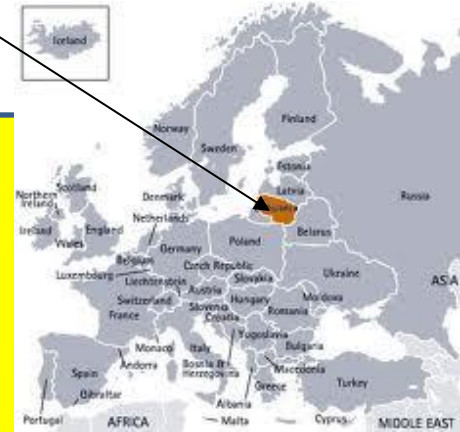 Iceland
Norway
Finland
Sweden
Estonia
Latvia
Russia
Northern Ireland
Scotland
Denmark
Ireland
England
Wales
Netherlands
Belarus
Poland
Germany
Belgium
Luxembourg
Czech Republic
Ukraine
ASIA
Liechtenstein
Slovakia
Austria
Switzerland
Hungary
Moldova
Slovenia
France
Croatia
Romania
Yugoslavia
Monaco
Italy
Bulgaria
Andorra
Bosnia &
Herzegovina
Macedonia
Spain
Gibraltar
Greece
Turkey
Albania
Portugal
AFRICA
Malta
Cyprus
MIDDLE EAST